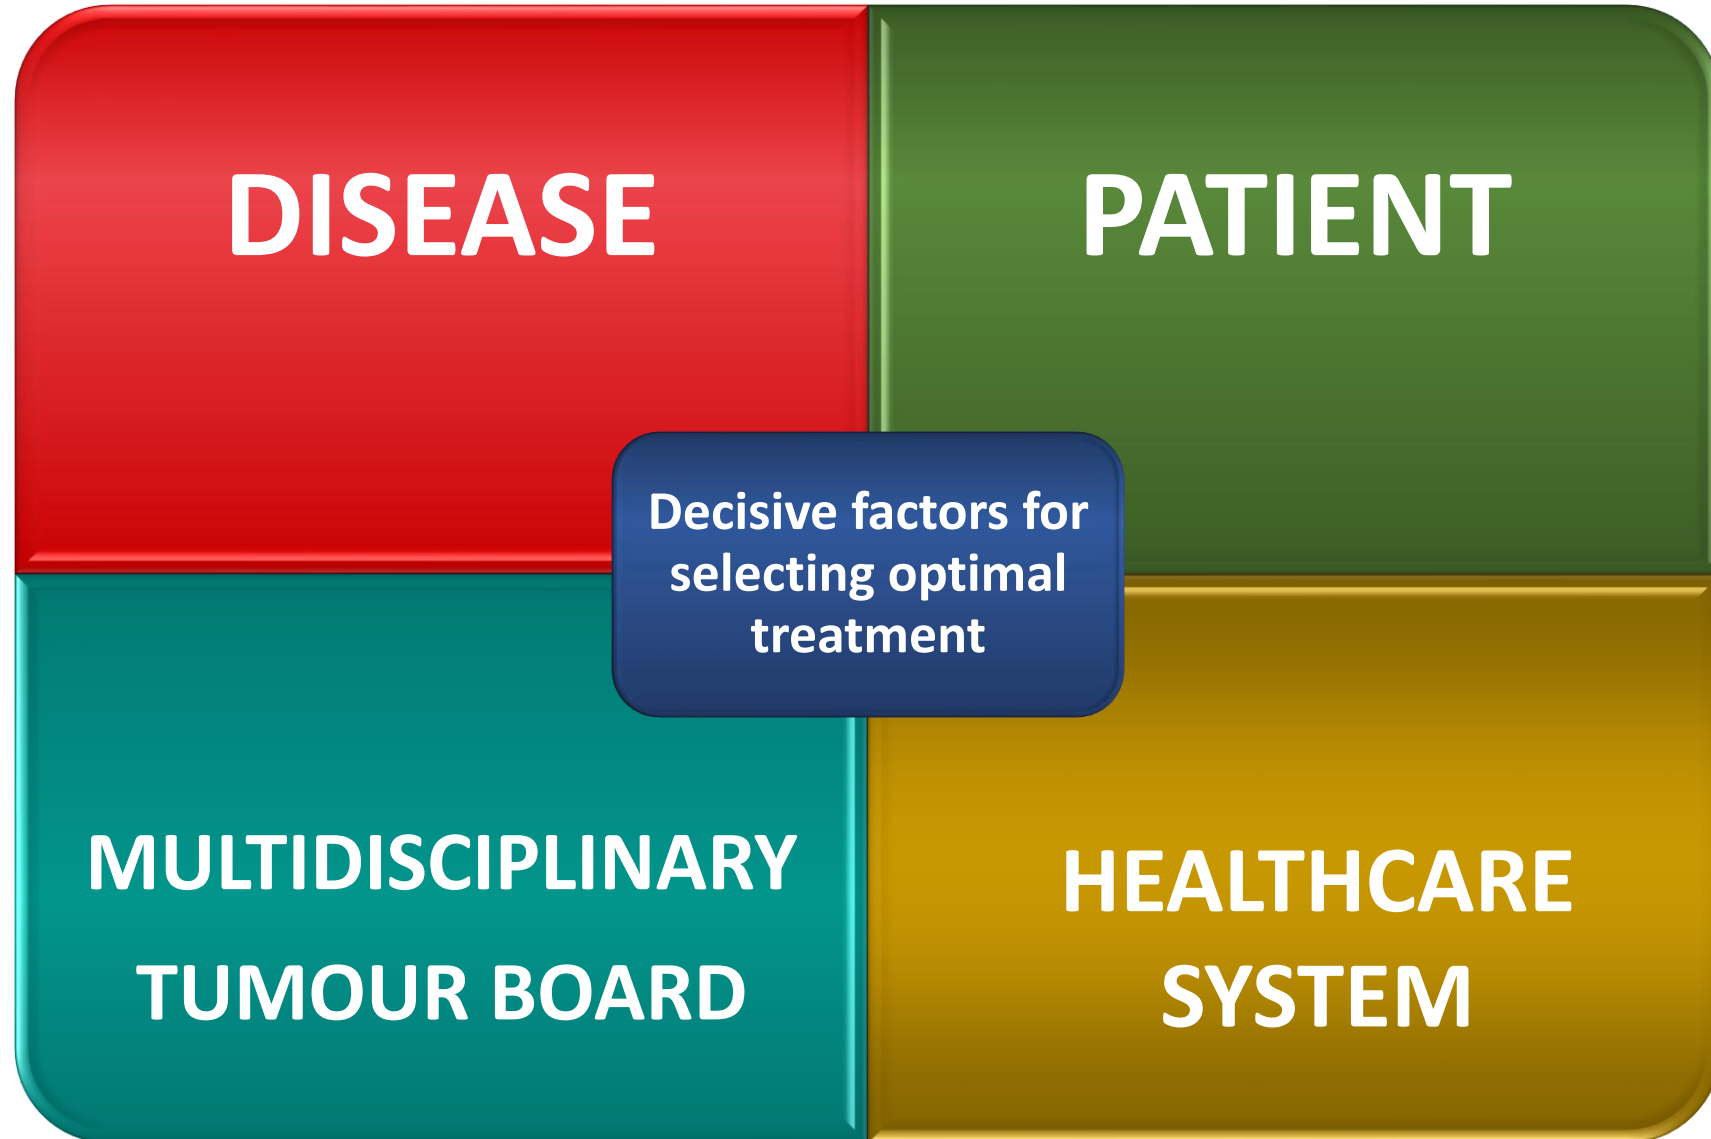 DISEASE
PATIENT
Decisive factors for
selecting optimal
treatment
MULTIDISCIPLINARY
TUMOUR BOARD
HEALTHCARE
SYSTEM